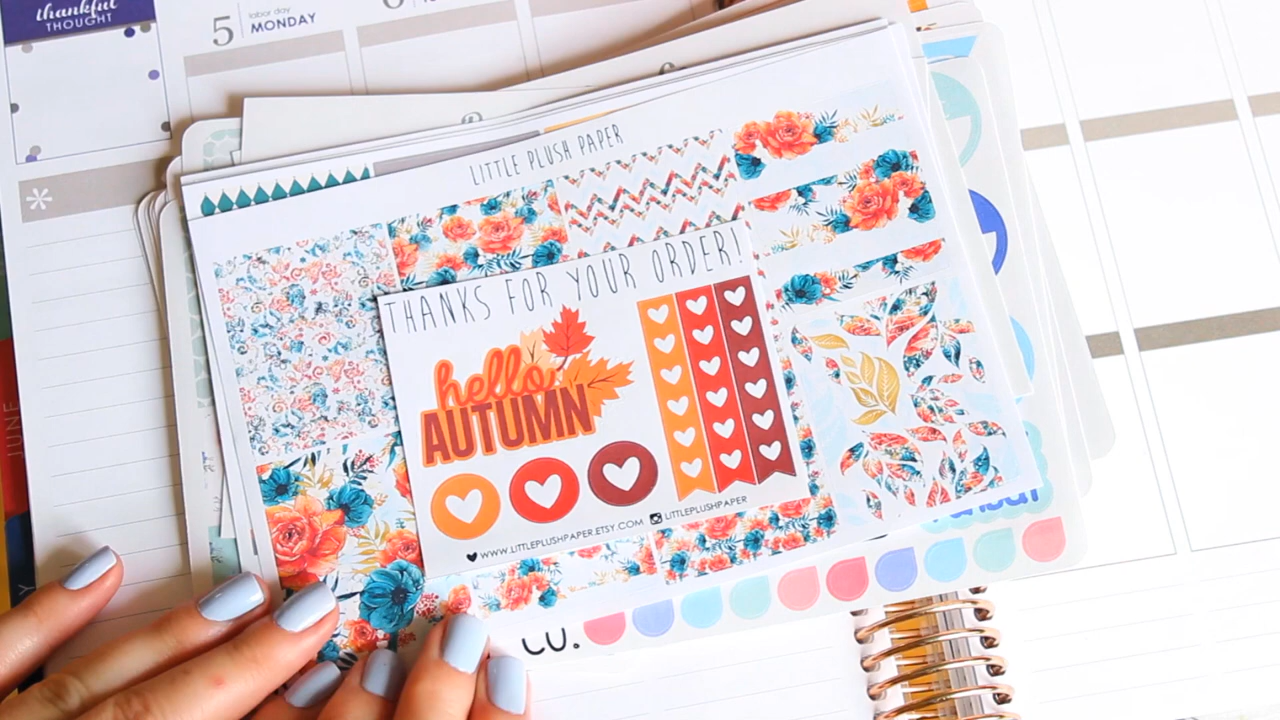 thankful
THOUGHT
5
labor day
MONDAY
LITTLE PLUSH PAPER
THANKS FOR YOUR ORDER!
hello
AUTUMN
WWW.LITTLEPLUSHPAPER.ETSY.COM
LITTLEPLUSHPAPER
CU.
JUNE